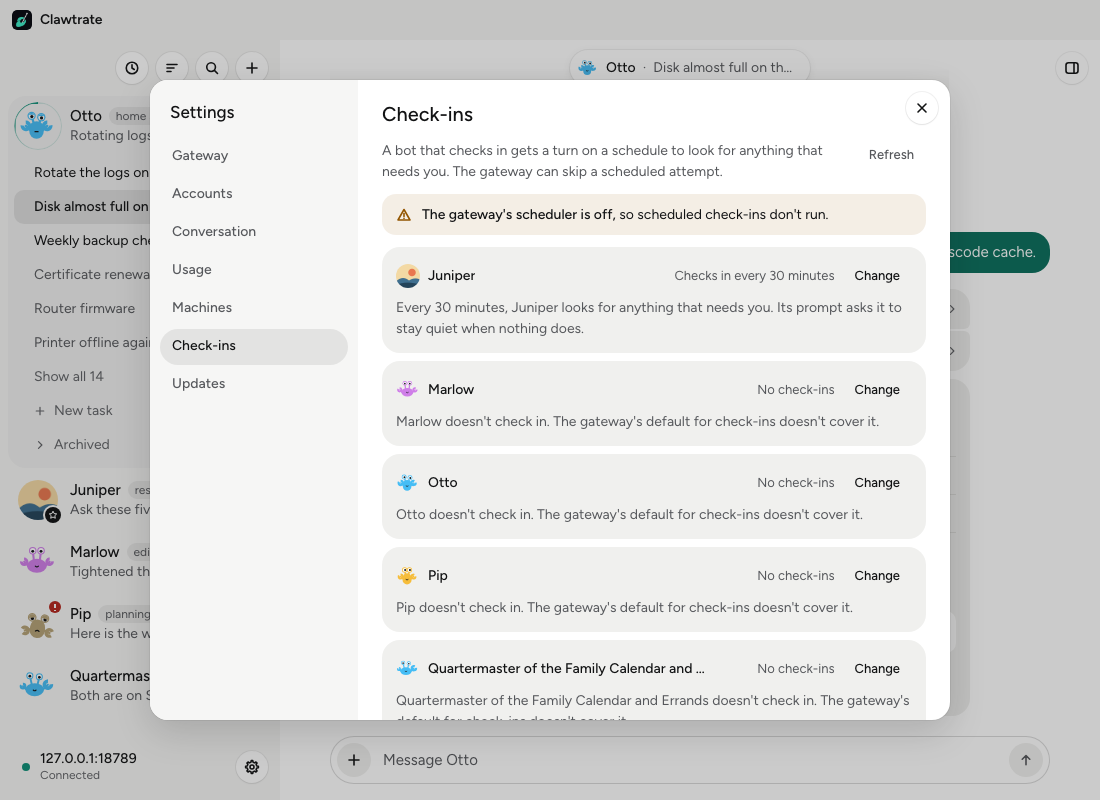 Clawtrate
Otto · Disk almost full on th...
Otto home
Rotating logs
Rotate the logs on
Disk almost full on
Weekly backup che
Certificate renewa
Router firmware
Printer offline agai
Show all 14
New task
Archived
Juniper res
Ask these fiv
Marlow edi
Tightened th
Pip planning
Here is the w
Quartermas
Both are on S
127.0.0.1:18789
Connected
Settings
Gateway
Accounts
Conversation
Usage
Machines
Check-ins
Updates
Check-ins
A bot that checks in gets a turn on a schedule to look for anything that
needs you. The gateway can skip a scheduled attempt.
Refresh
The gateway's scheduler is off, so scheduled check-ins don't run.
Juniper Checks in every 30 minutes Change
Every 30 minutes, Juniper looks for anything that needs you. Its prompt asks it to
stay quiet when nothing does.
Marlow No check-ins Change
Marlow doesn't check in. The gateway's default for check-ins doesn't cover it.
Otto No check-ins Change
Otto doesn't check in. The gateway's default for check-ins doesn't cover it.
Pip No check-ins Change
Pip doesn't check in. The gateway's default for check-ins doesn't cover it.
Quartermaster of the Family Calendar and ... No check-ins Change
Quartermaster of the Family Calendar and Errands doesn't check in. The gateway's
default for check-ins doesn't cover it.
scode cache.
Message Otto